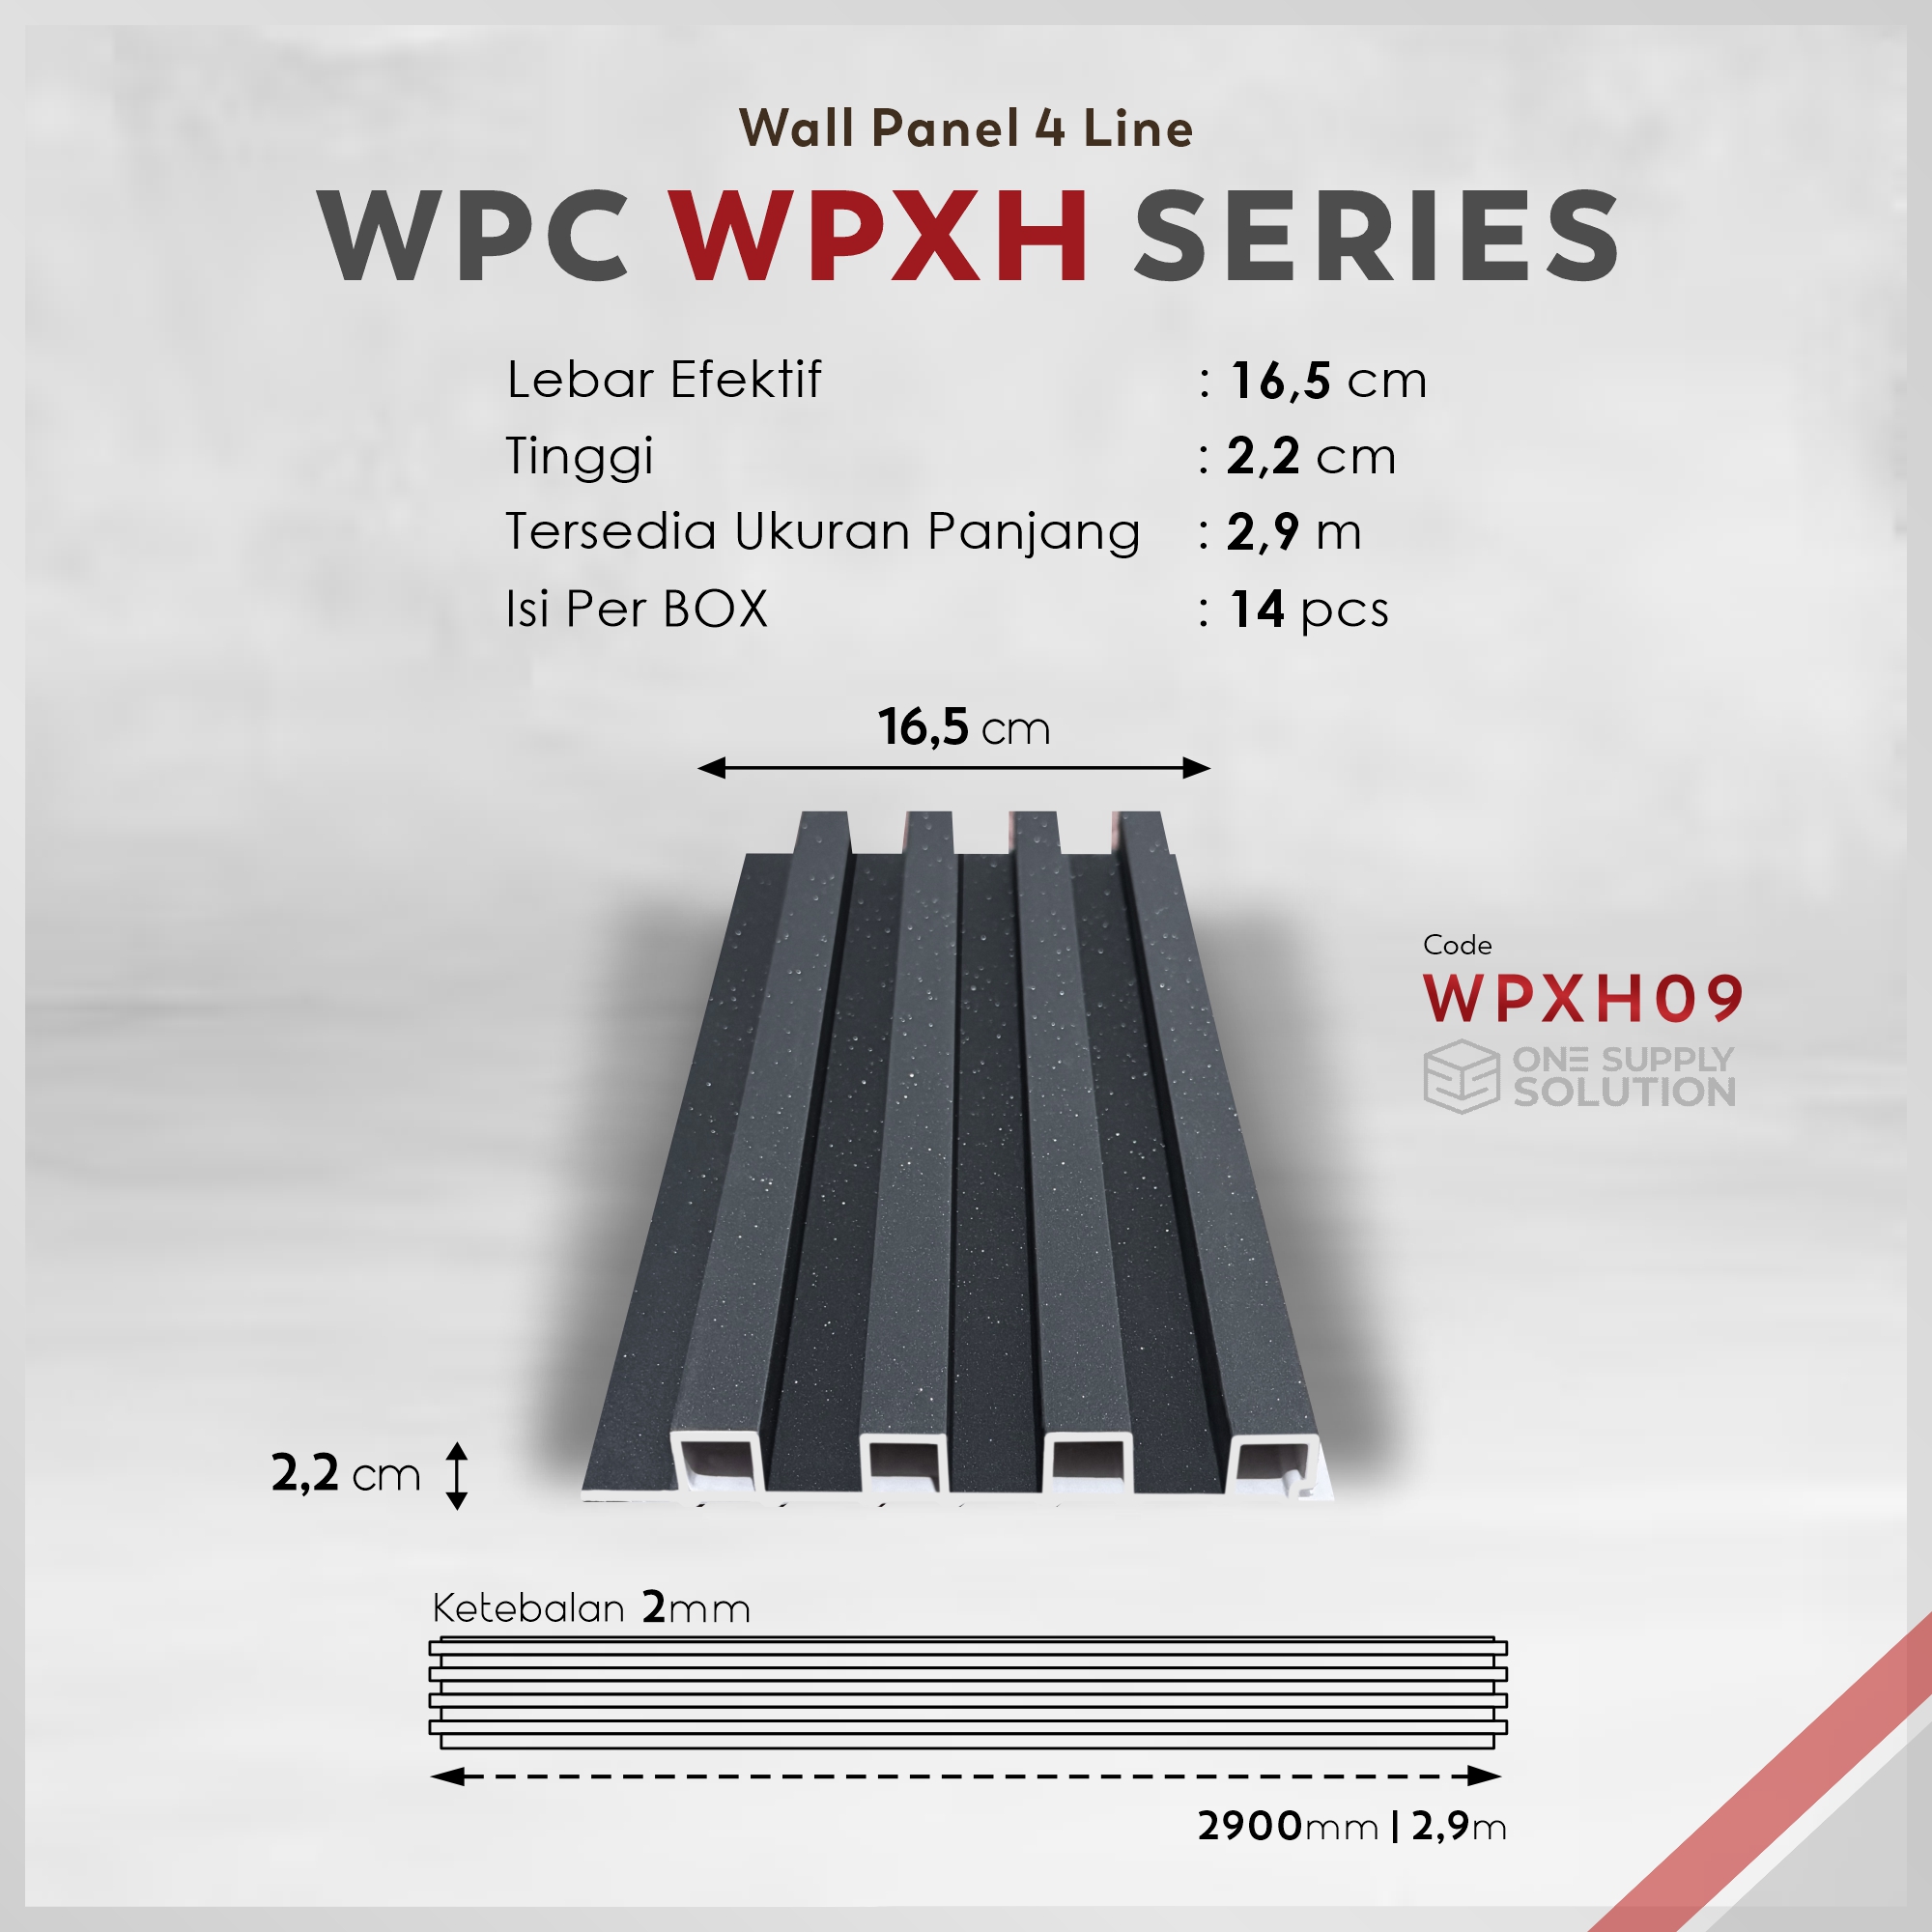 Wall Panel 4 Line
WPC WPXH SERIES
Lebar Efektif : 16,5 cm
Tinggi : 2,2 cm
Tersedia Ukuran Panjang : 2,9 m
Isi Per BOX : 14 pcs
16,5 cm
Code
WPXH09
ONE SUPPLY
SOLUTION
2,2 cm
Ketebalan 2mm
2900mm | 2,9m